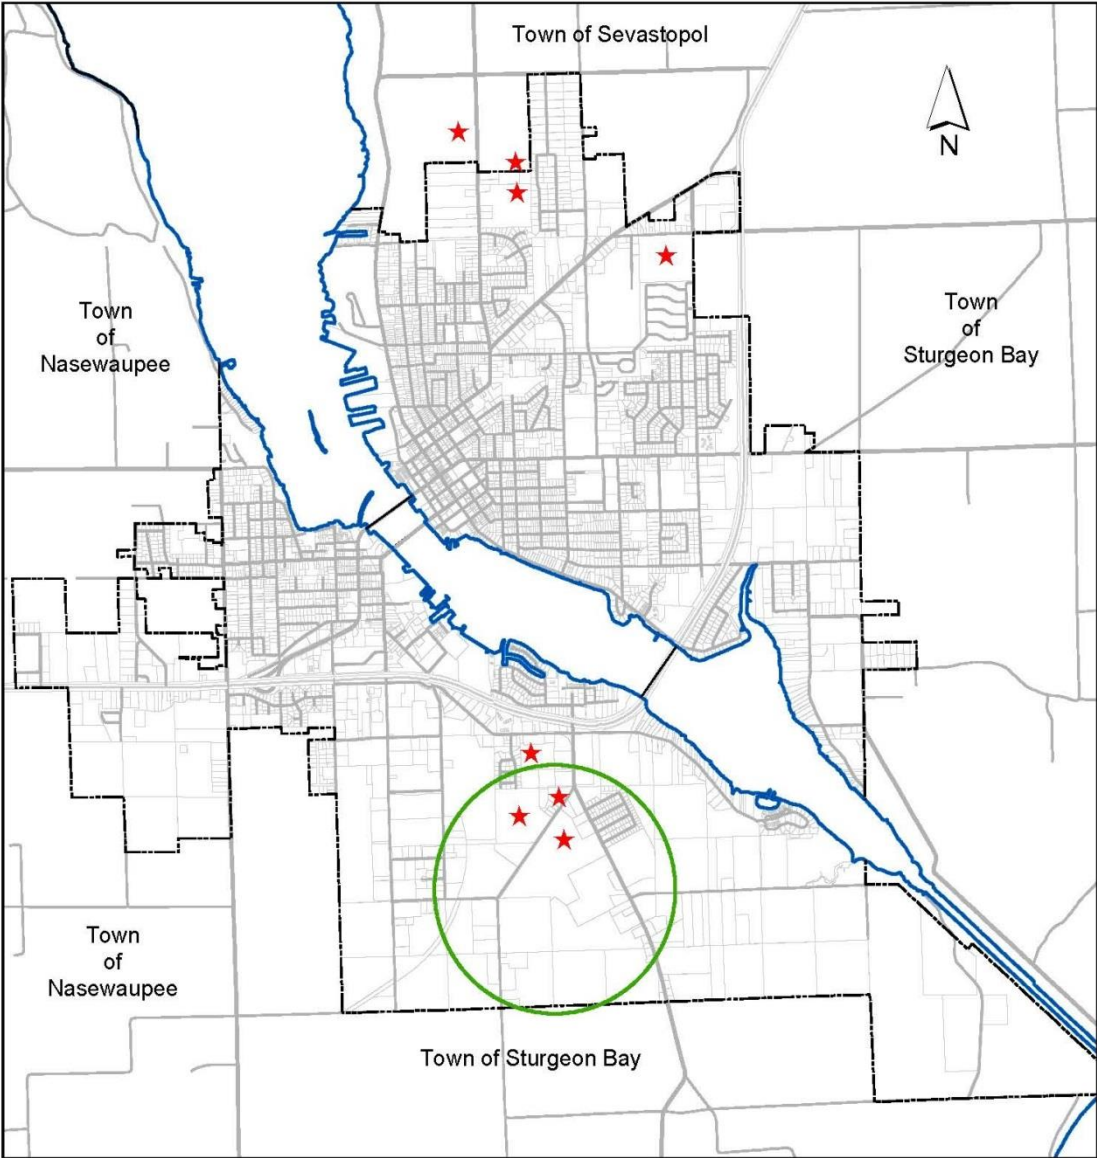 Town of Sevastopol
N
Town
of
Nasewaupee
Town
of
Sturgeon Bay
Town
of
Nasewaupee
Town of Sturgeon Bay